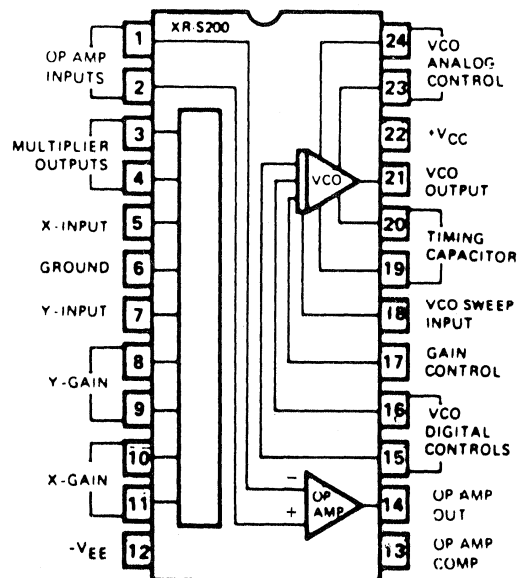 XR-S200
OP AMP
INPUTS
1
2
MULTIPLIER
OUTPUTS
3
4
X-INPUT
5
GROUND
6
Y-INPUT
7
Y-GAIN
8
9
X-GAIN
10
11
-VEE
12
24
VCO
ANALOG
CONTROL
23
22
+VCC
21
VCO
OUTPUT
20
TIMING
CAPACITOR
19
18
VCO SWEEP
INPUT
17
GAIN
CONTROL
16
VCO
DIGITAL
CONTROLS
15
14
OP AMP
OUT
13
OP AMP
COMP
VCO
-
+
OP
AMP